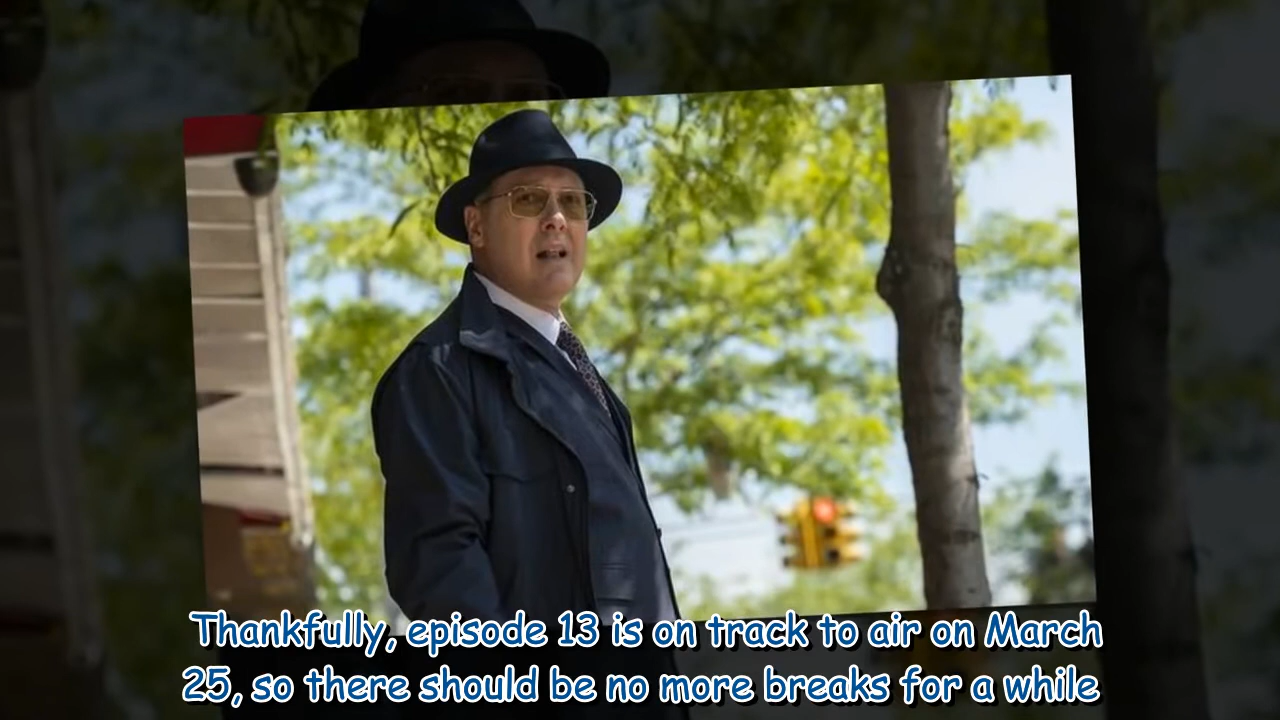 Thankfully, episode 13 is on track to air on March
25, so there should be no more breaks for a while